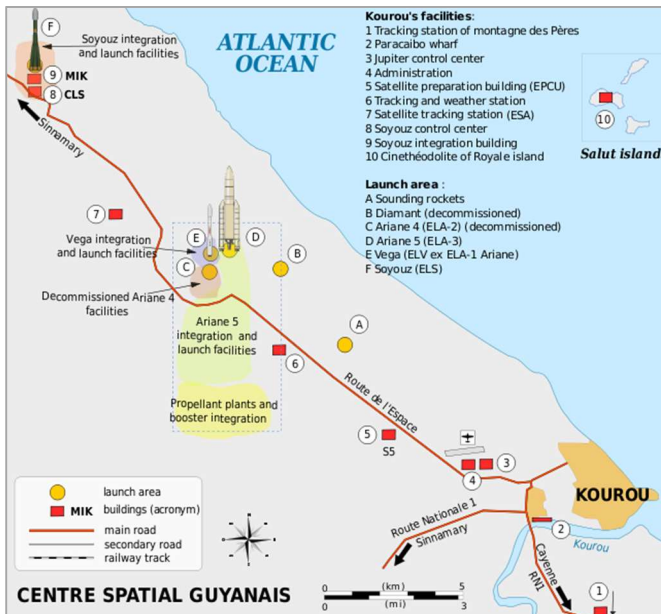 F
Soyouz integration
and launch facilities
9 MIK
8 CLS
Sinnamary
ATLANTIC
OCEAN
Kourou's facilities:
1 Tracking station of montagne des Pères
2 Paracaibo wharf
3 Jupiter control center
4 Administration
5 Satellite preparation building (EPCU)
6 Tracking and weather station
7 Satellite tracking station (ESA)
8 Soyouz control center
9 Soyouz integration building
10 Cinethéodolite of Royale island
10
Salut island
Launch area :
A Sounding rockets
B Diamant (decommissioned)
C Ariane 4 (ELA-2) (decommissioned)
D Ariane 5 (ELA-3)
E Vega (ELV ex ELA-1 Ariane)
F Soyouz (ELS)
7
Vega integration
and launch facilities
E
D
B
C
Decommissioned Ariane 4
facilities
Ariane 5
integration and
launch facilities
A
6
Propellant plants and
booster integration
Route de l'Espace
5
S5
3
4
KOUROU
2
Kourou
Route Nationale 1
Sinnamary
Cayenne
RN1
1
launch area
MIK buildings (acronym)
main road
secondary road
railway track
N
CENTRE SPATIAL GUYANAIS
0 (km) 5
0 (mi) 3